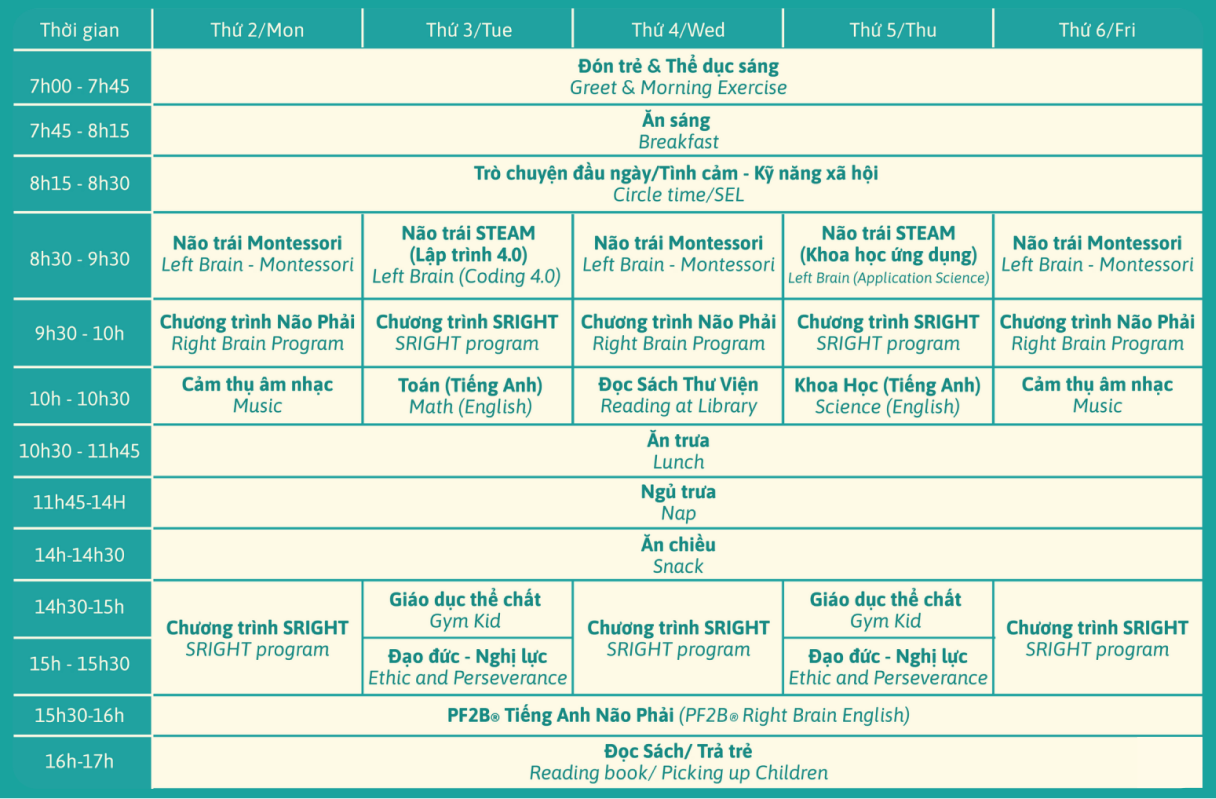 Thời gian Thứ 2/Mon Thứ 3/Tue Thứ 4/Wed Thứ 5/Thu Thứ 6/Fri
7h00 - 7h45
Đón trẻ & Thể dục sáng
Greet & Morning Exercise
7h45 - 8h15
Ăn sáng
Breakfast
8h15 - 8h30
Trò chuyện đầu ngày/Tình cảm - Kỹ năng xã hội
Circle time/SEL
8h30 - 9h30
Não trái Montessori
Left Brain - Montessori
Não trái STEAM
(Lập trình 4.0)
Left Brain (Coding 4.0)
Não trái Montessori
Left Brain - Montessori
Não trái STEAM
(Khoa học ứng dụng)
Left Brain (Application Science)
Não trái Montessori
Left Brain - Montessori
9h30 - 10h
Chương trình Não Phải
Right Brain Program
Chương trình SRIGHT
SRIGHT program
Chương trình Não Phải
Right Brain Program
Chương trình SRIGHT
SRIGHT program
Chương trình Não Phải
Right Brain Program
10h - 10h30
Cảm thụ âm nhạc
Music
Toán (Tiếng Anh)
Math (English)
Đọc Sách Thư Viện
Reading at Library
Khoa Học (Tiếng Anh)
Science (English)
Cảm thụ âm nhạc
Music
10h30 - 11h45
Ăn trưa
Lunch
11h45-14H
Ngủ trưa
Nap
14h-14h30
Ăn chiều
Snack
14h30-15h
15h - 15h30
Chương trình SRIGHT
SRIGHT program
Giáo dục thể chất
Gym Kid
Đạo đức - Nghị lực
Ethic and Perseverance
Chương trình SRIGHT
SRIGHT program
Giáo dục thể chất
Gym Kid
Đạo đức - Nghị lực
Ethic and Perseverance
Chương trình SRIGHT
SRIGHT program
15h30-16h
PF2B® Tiếng Anh Não Phải (PF2B® Right Brain English)
16h-17h
Đọc Sách/ Trả trẻ
Reading book/ Picking up Children